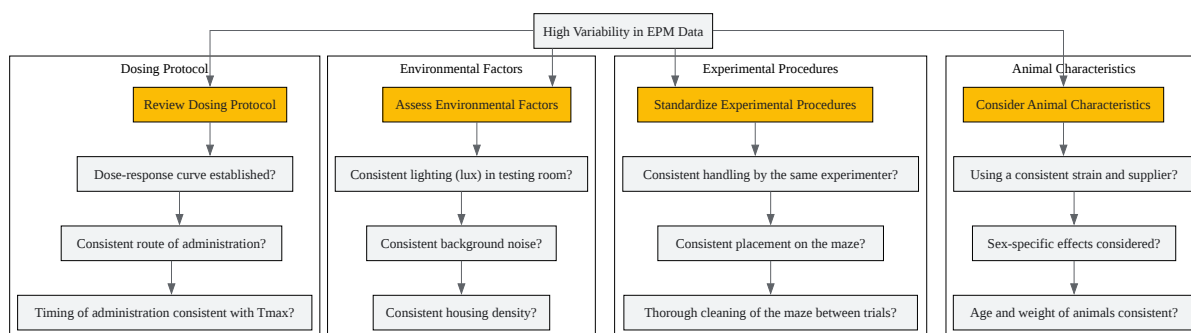 High Variability in EPM Data
Dosing Protocol
Review Dosing Protocol
Dose-response curve established?
Consistent route of administration?
Timing of administration consistent with Tmax?
Environmental Factors
Assess Environmental Factors
Consistent lighting (lux) in testing room?
Consistent background noise?
Consistent housing density?
Experimental Procedures
Standardize Experimental Procedures
Consistent handling by the same experimenter?
Consistent placement on the maze?
Thorough cleaning of the maze between trials?
Animal Characteristics
Consider Animal Characteristics
Using a consistent strain and supplier?
Sex-specific effects considered?
Age and weight of animals consistent?